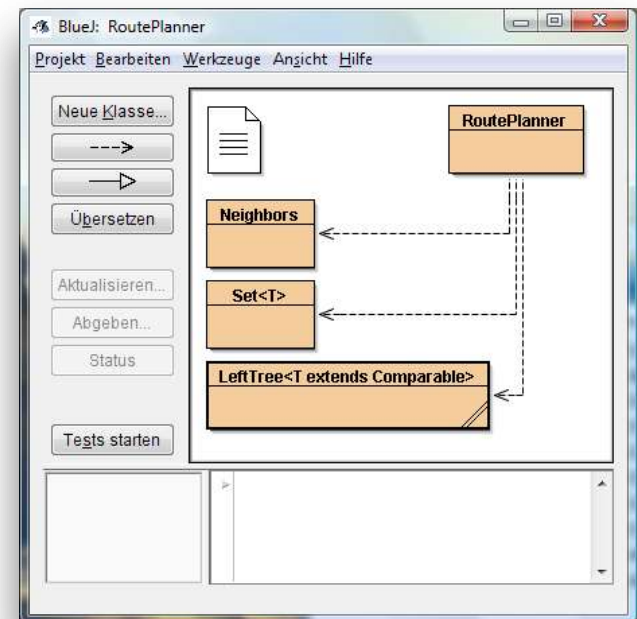 BlueJ: RoutePlanner
Projekt Bearbeiten Werkzeuge Ansicht Hilfe
Neue Klasse...
Übersetzen
Aktualisieren...
Abgeben...
Status
Tests starten
RoutePlanner
Neighbors
Set<T>
LeftTree<T extends Comparable>